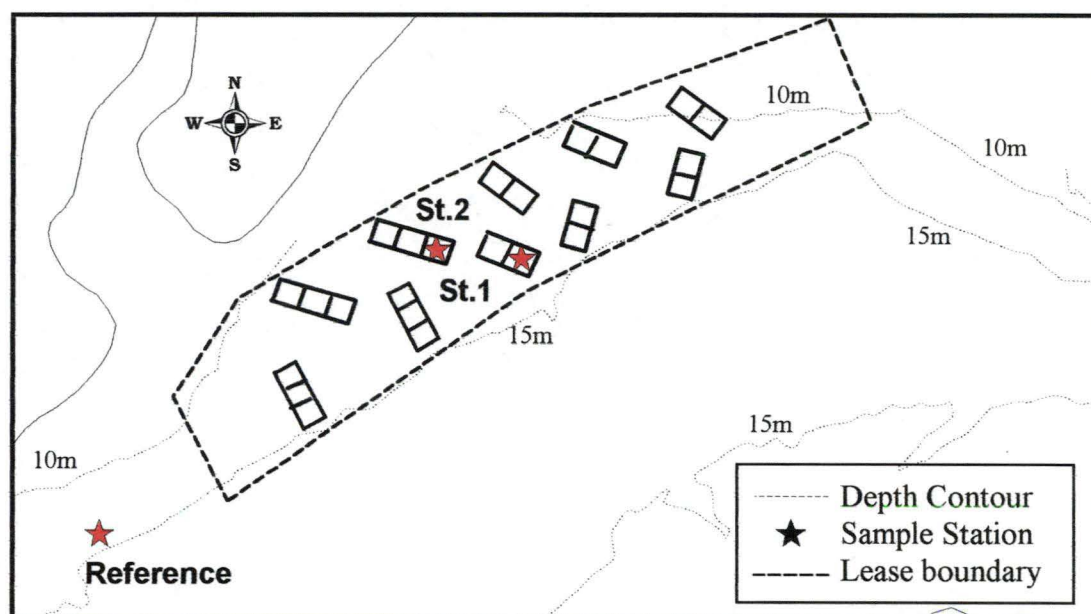 N
W E
S
10m
10m
St.2
15m
St.1
15m
15m
10m
Depth Contour
Sample Station
Lease boundary
Reference